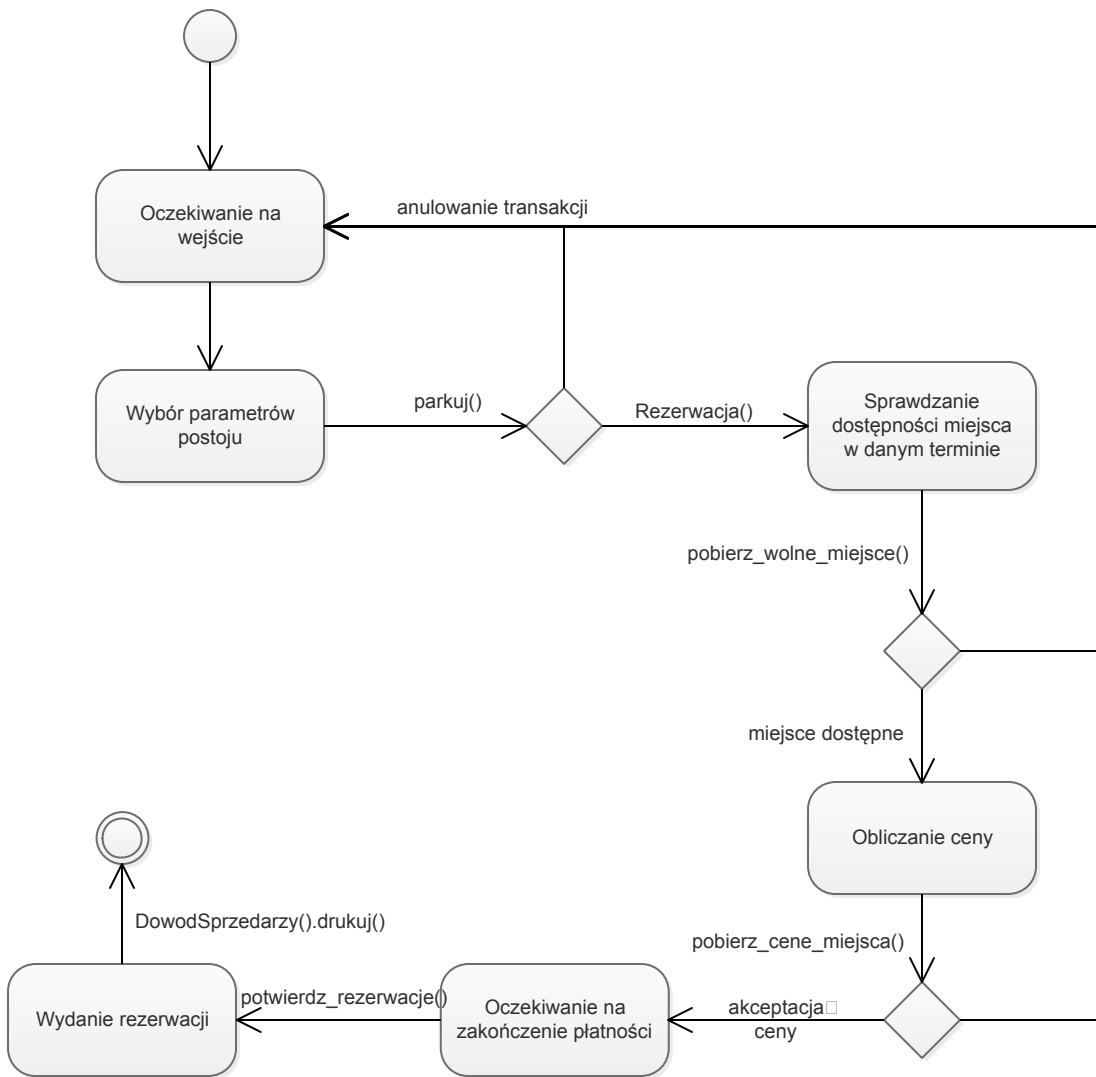 Oczekiwanie na
wejście
anulowanie transakcji
Wybór parametrów
postoju
parkuj()
Rezerwacja()
Sprawdzanie
dostępności miejsca
w danym terminie
pobierz_wolne_miejsce()
miejsce dostępne
Obliczanie ceny
pobierz_cene_miejsca()
akceptacja
ceny
Oczekiwanie na
zakończenie płatności
potwierdz_rezerwacje()
Wydanie rezerwacji
DowodSprzedarzy().drukuj()